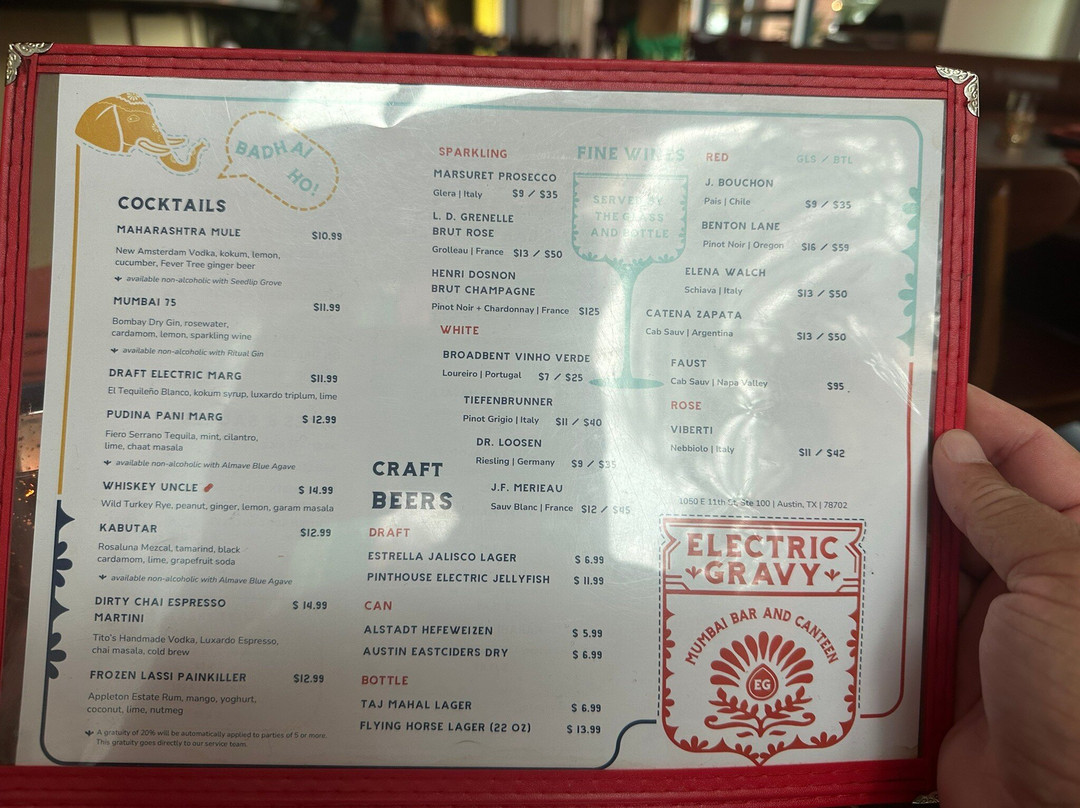 BADHAI
HO!
COCKTAILS
MAHARASHTRA MULE $10.99
New Amsterdam Vodka, kokum, lemon,
cucumber, Fever Tree ginger beer
available non-alcoholic with Seedlip Grove
MUMBAI 75 $11.99
Bombay Dry Gin, rosewater,
cardamom, lemon, sparkling wine
available non-alcoholic with Ritual Gin
DRAFT ELECTRIC MARG $11.99
El Tequileño Blanco, kokum syrup, luxardo triplum, lime
PUDINA PANI MARG $ 12.99
Fiero Serrano Tequila, mint, cilantro,
lime, chaat masala
available non-alcoholic with Almave Blue Agave
WHISKEY UNCLE $ 14.99
Wild Turkey Rye, peanut, ginger, lemon, garam masala
KABUTAR $12.99
Rosaluna Mezcal, tamarind, black
cardamom, lime, grapefruit soda
available non-alcoholic with Almave Blue Agave
DIRTY CHAI ESPRESSO $ 14.99
MARTINI
Tito's Handmade Vodka, Luxardo Espresso,
chai masala, cold brew
FROZEN LASSI PAINKILLER $12.99
Appleton Estate Rum, mango, yoghurt,
coconut, lime, nutmeg
A gratuity of 20% will be automatically applied to parties of 5 or more.
This gratuity goes directly to our service team.
FINE WINES
SERVED BY
THE GLASS
AND BOTTLE
SPARKLING
MARSURET PROSECCO
Glera | Italy $9 / $35
L. D. GRENELLE
BRUT ROSE
Grolleau | France $13 / $50
HENRI DOSNON
BRUT CHAMPAGNE
Pinot Noir + Chardonnay | France $125
WHITE
BROADBENT VINHO VERDE
Loureiro | Portugal $7 / $25
TIEFENBRUNNER
Pinot Grigio | Italy $11 / $40
DR. LOOSEN
Riesling | Germany $9 / $35
J.F. MERIEAU
Sauv Blanc | France $12 / $45
RED GLS / BTL
J. BOUCHON
Pais | Chile $9 / $35
BENTON LANE
Pinot Noir | Oregon $16 / $59
ELENA WALCH
Schiava | Italy $13 / $50
CATENA ZAPATA
Cab Sauv | Argentina $13 / $50
FAUST
Cab Sauv | Napa Valley $95
ROSE
VIBERTI
Nebbiolo | Italy $11 / $42
CRAFT
BEERS
DRAFT
ESTRELLA JALISCO LAGER $ 6.99
PINTHOUSE ELECTRIC JELLYFISH $ 11.99
CAN
ALSTADT HEFEWEIZEN $ 5.99
AUSTIN EASTCIDERS DRY $ 6.99
BOTTLE
TAJ MAHAL LAGER $ 6.99
FLYING HORSE LAGER (22 OZ) $ 13.99
1050 E 11th St, Ste 100 | Austin, TX | 78702
ELECTRIC
GRAVY
MUMBAI BAR AND CANTEEN
EG